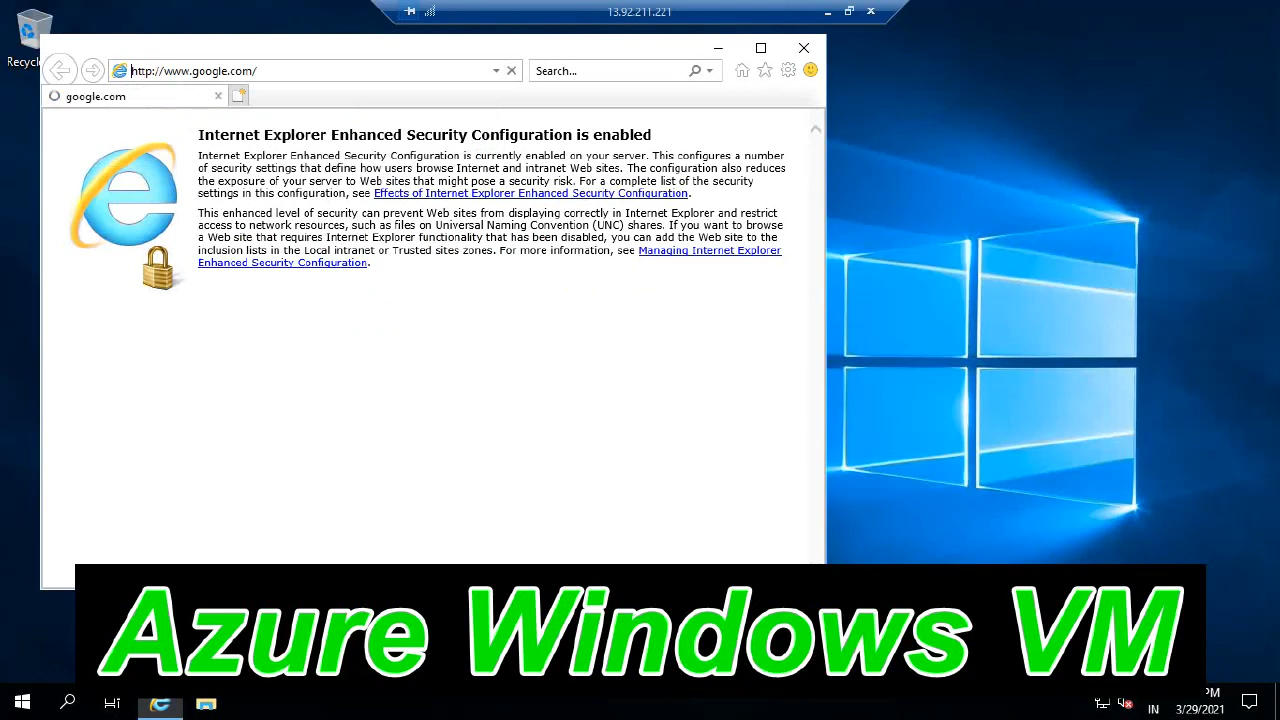 13.92.211.221
http://www.google.com/
Search...
google.com
Internet Explorer Enhanced Security Configuration is enabled
Internet Explorer Enhanced Security Configuration is currently enabled on your server. This configures a number
of security settings that define how users browse Internet and intranet Web sites. The configuration also reduces
the exposure of your server to Web sites that might pose a security risk. For a complete list of the security
settings in this configuration, see Effects of Internet Explorer Enhanced Security Configuration.
This enhanced level of security can prevent Web sites from displaying correctly in Internet Explorer and restrict
access to network resources, such as files on Universal Naming Convention (UNC) shares. If you want to browse
a Web site that requires Internet Explorer functionality that has been disabled, you can add the Web site to the
inclusion lists in the Local intranet or Trusted sites zones. For more information, see Managing Internet Explorer
Enhanced Security Configuration.
Azure Windows VM
PM
IN 3/29/2021